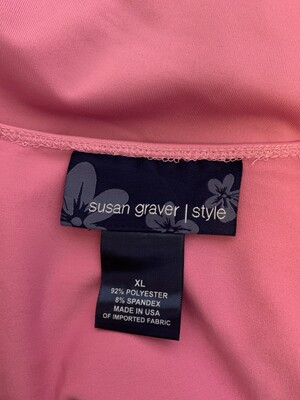 susan graver | style
XL
92% POLYESTER
8% SPANDEX
MADE IN USA
OF IMPORTED FABRIC